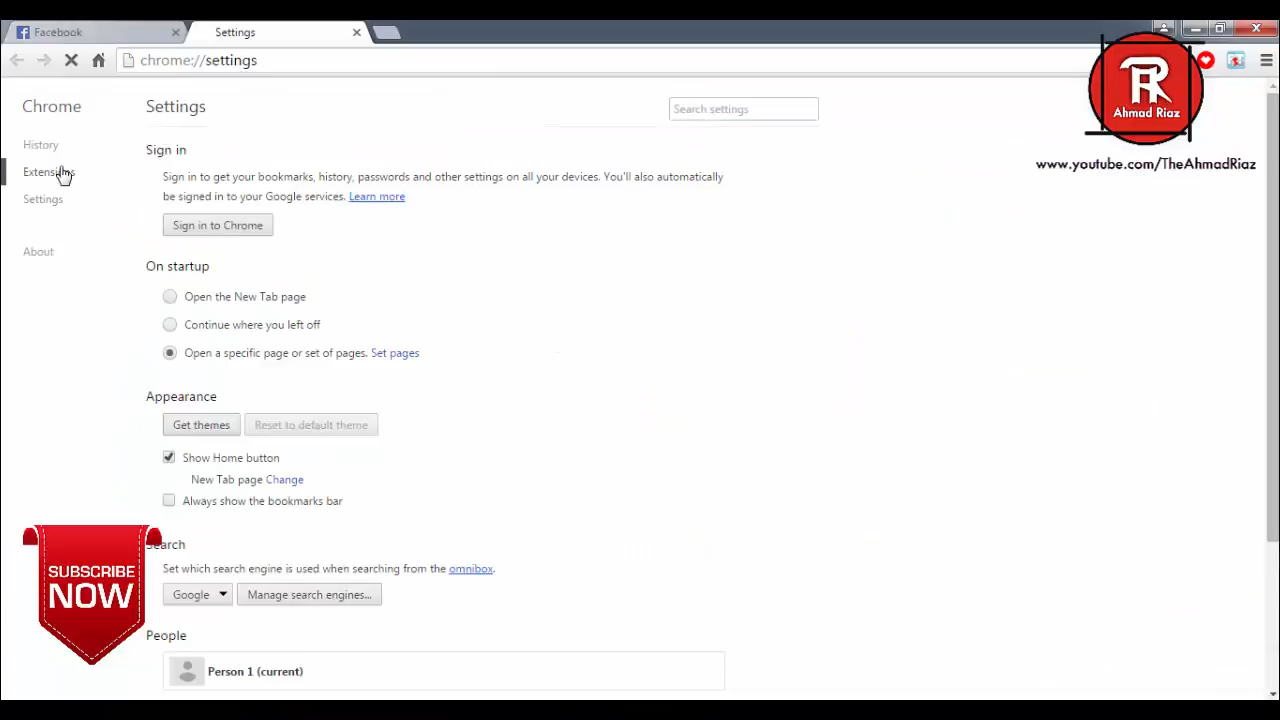 Facebook
Settings
chrome://settings
Ahmad Riaz
www.youtube.com/TheAhmadRiaz
Chrome
History
Extensions
Settings
About
Settings
Search settings
Sign in
Sign in to get your bookmarks, history, passwords and other settings on all your devices. You'll also automatically
be signed in to your Google services. Learn more
Sign in to Chrome
On startup
Open the New Tab page
Continue where you left off
Open a specific page or set of pages. Set pages
Appearance
Get themes
Reset to default theme
Show Home button
New Tab page Change
Always show the bookmarks bar
Search
Set which search engine is used when searching from the omnibox.
Google
Manage search engines...
People
Person 1 (current)
SUBSCRIBE
NOW